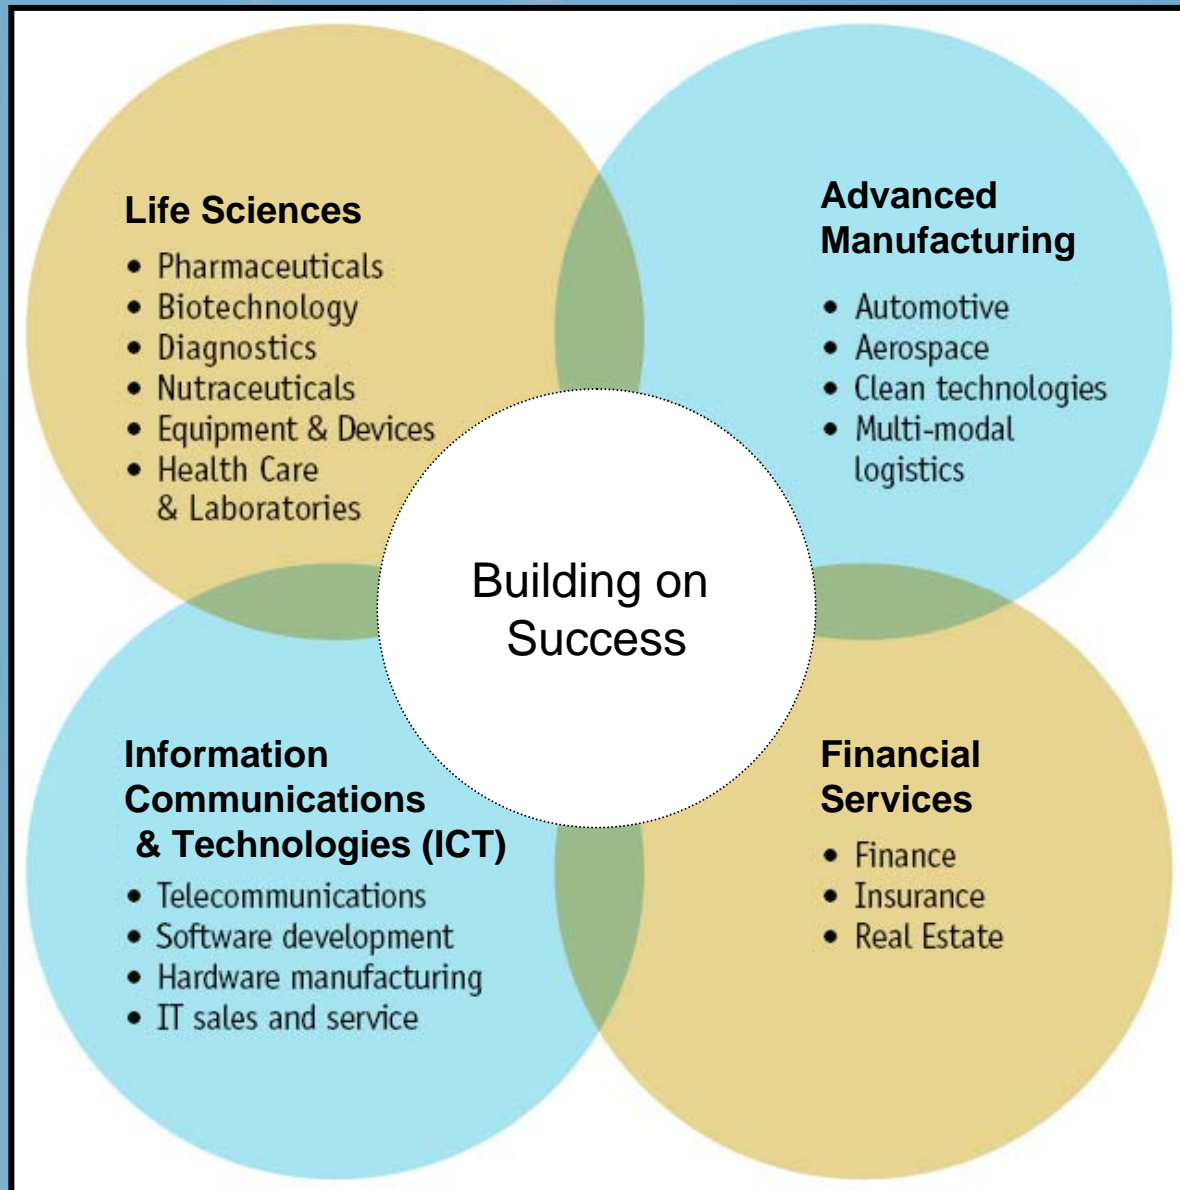 Life Sciences
• Pharmaceuticals
• Biotechnology
• Diagnostics
• Nutraceuticals
• Equipment & Devices
• Health Care
& Laboratories
Advanced
Manufacturing
• Automotive
• Aerospace
• Clean technologies
• Multi-modal
logistics
Building on
Success
Information
Communications
& Technologies (ICT)
• Telecommunications
• Software development
• Hardware manufacturing
• IT sales and service
Financial
Services
• Finance
• Insurance
• Real Estate